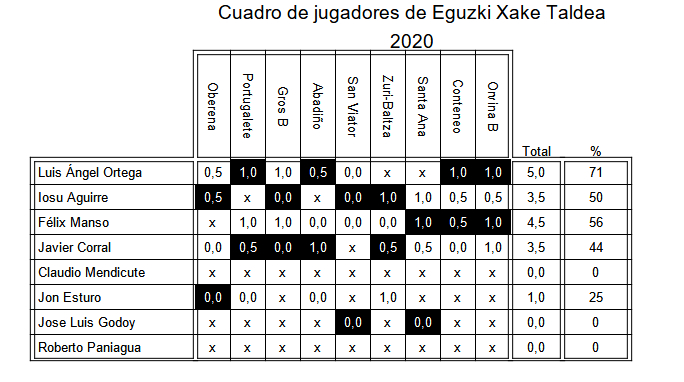 Cuadro de jugadores de Eguzki Xake Taldea
2020
Oberena Portugalete Gros B Abadiño San Viator Zuri-Baltza Santa Ana Conteneo Orvina B Total %
Luis Ángel Ortega 0,5 1,0 1,0 0,5 0,0 x x 1,0 1,0 5,0 71
Iosu Aguirre 0,5 x 0,0 x 0,0 1,0 1,0 0,5 0,5 3,5 50
Félix Manso x 1,0 1,0 0,0 0,0 0,0 1,0 0,5 1,0 4,5 56
Javier Corral 0,0 0,5 0,0 1,0 x 0,5 0,5 0,0 1,0 3,5 44
Claudio Mendicute x x x x x x x x x 0,0 0
Jon Esturo 0,0 0,0 x 0,0 x 1,0 x x x 1,0 25
Jose Luis Godoy x x x x 0,0 x 0,0 x x 0,0 0
Roberto Paniagua x x x x x x x x x 0,0 0